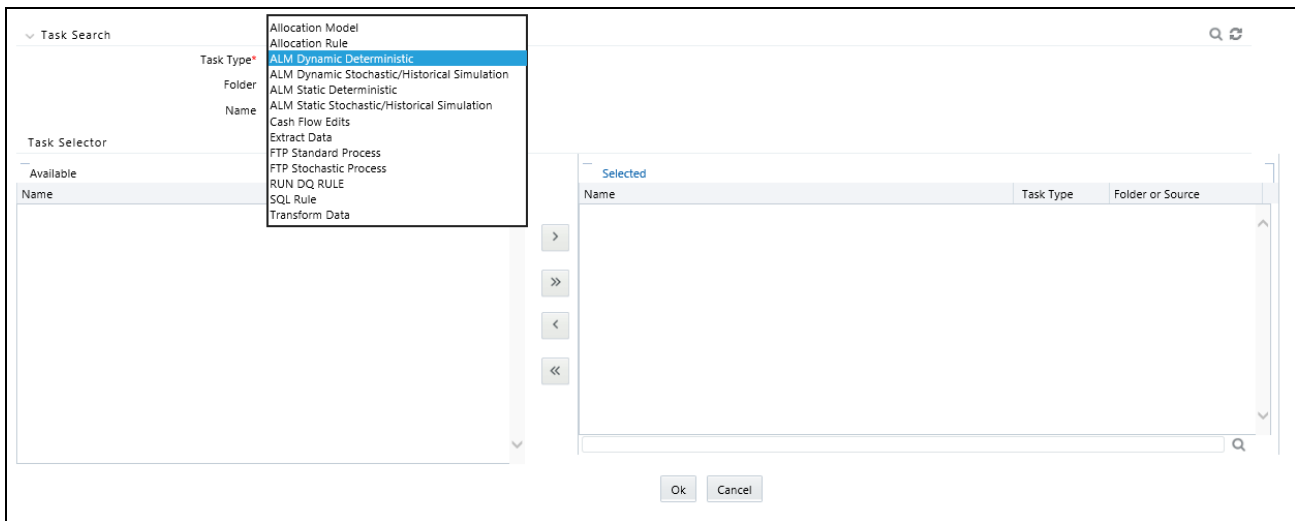 Task Search
Task Type*
Folder
Name
Allocation Model
Allocation Rule
ALM Dynamic Deterministic
ALM Dynamic Stochastic/Historical Simulation
ALM Static Deterministic
ALM Static Stochastic/Historical Simulation
Cash Flow Edits
Extract Data
FTP Standard Process
FTP Stochastic Process
RUN DQ RULE
SQL Rule
Transform Data
Task Selector
Available
Name
Selected
Name Task Type Folder or Source
Ok Cancel